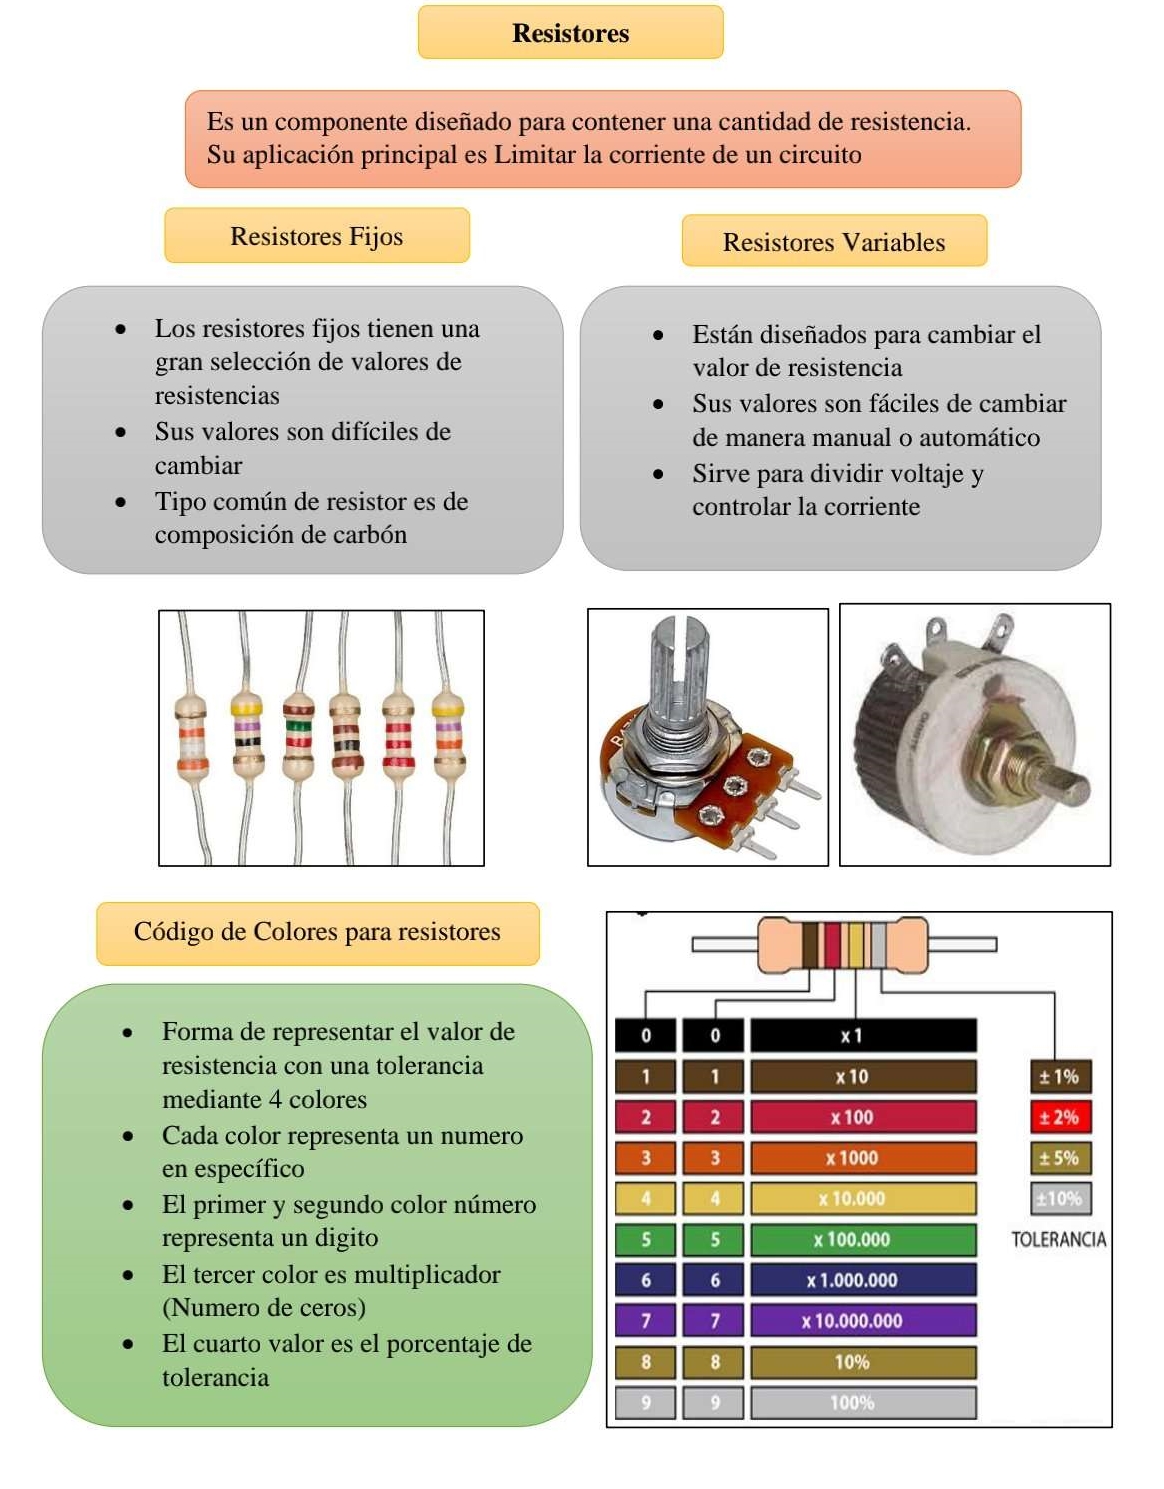 Resistores
Es un componente diseñado para contener una cantidad de resistencia.
Su aplicación principal es Limitar la corriente de un circuito
Resistores Fijos
Resistores Variables
• Los resistores fijos tienen una
gran selección de valores de
resistencias
• Sus valores son difíciles de
cambiar
• Tipo común de resistor es de
composición de carbón
• Están diseñados para cambiar el
valor de resistencia
• Sus valores son fáciles de cambiar
de manera manual o automático
• Sirve para dividir voltaje y
controlar la corriente
Código de Colores para resistores
• Forma de representar el valor de
resistencia con una tolerancia
mediante 4 colores
• Cada color representa un numero
en específico
• El primer y segundo color número
representa un digito
• El tercer color es multiplicador
(Numero de ceros)
• El cuarto valor es el porcentaje de
tolerancia
0 0 x 1
1 1 x 10 ± 1%
2 2 x 100 ± 2%
3 3 x 1000 ± 5%
4 4 x 10.000 ±10%
5 5 x 100.000 TOLERANCIA
6 6 x 1.000.000
7 7 x 10.000.000
8 8 10%
9 9 100%